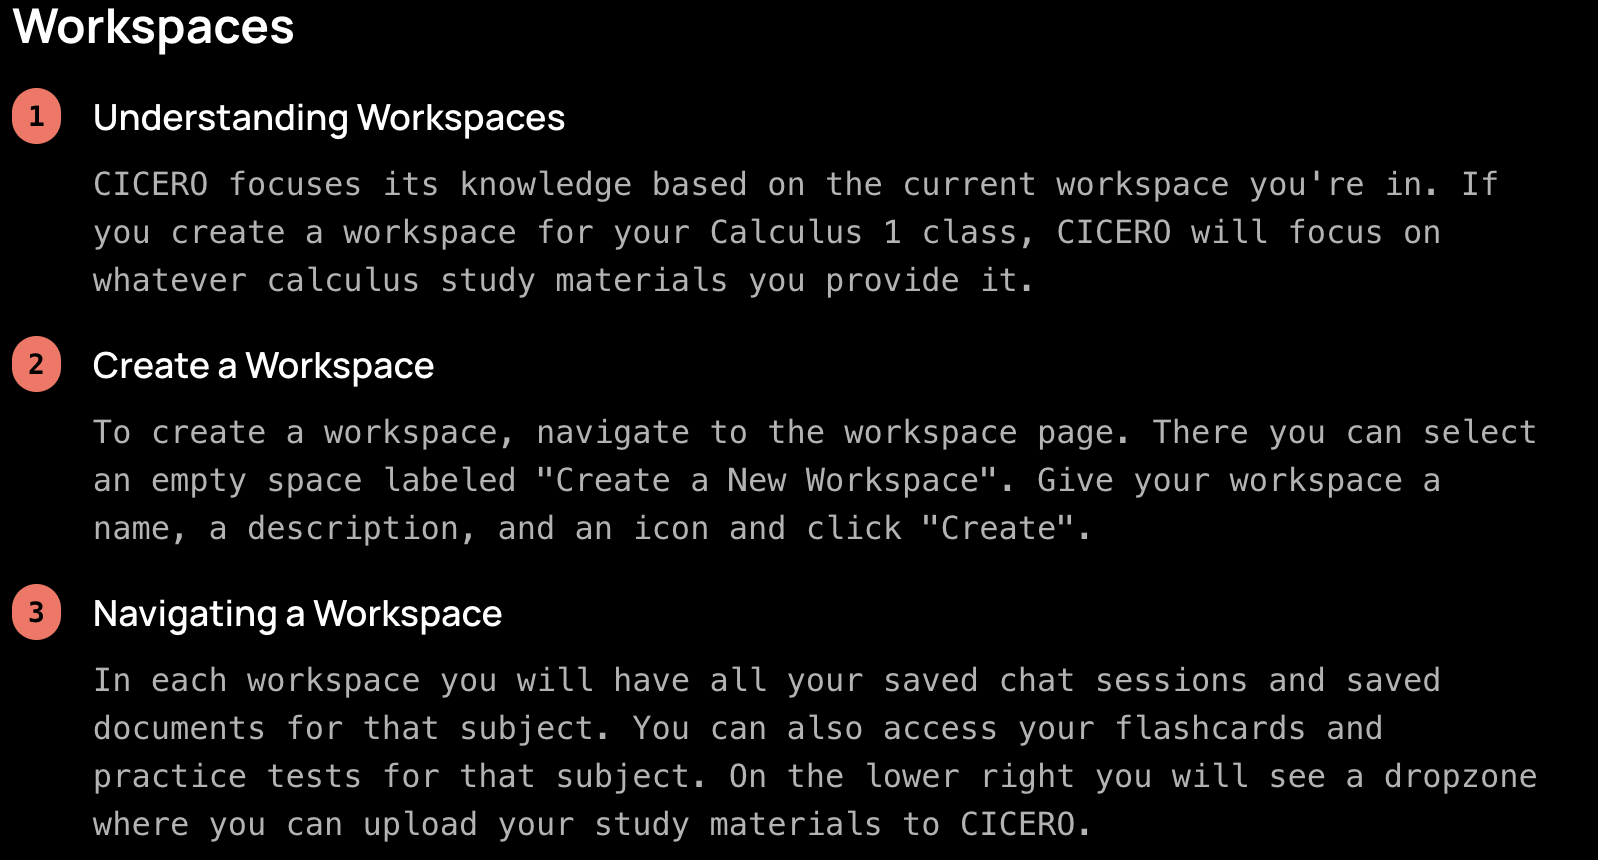 Workspaces
1
Understanding Workspaces
CICERO focuses its knowledge based on the current workspace you're in. If
you create a workspace for your Calculus 1 class, CICERO will focus on
whatever calculus study materials you provide it.
2
Create a Workspace
To create a workspace, navigate to the workspace page. There you can select
an empty space labeled "Create a New Workspace". Give your workspace a
name, a description, and an icon and click "Create".
3
Navigating a Workspace
In each workspace you will have all your saved chat sessions and saved
documents for that subject. You can also access your flashcards and
practice tests for that subject. On the lower right you will see a dropzone
where you can upload your study materials to CICERO.